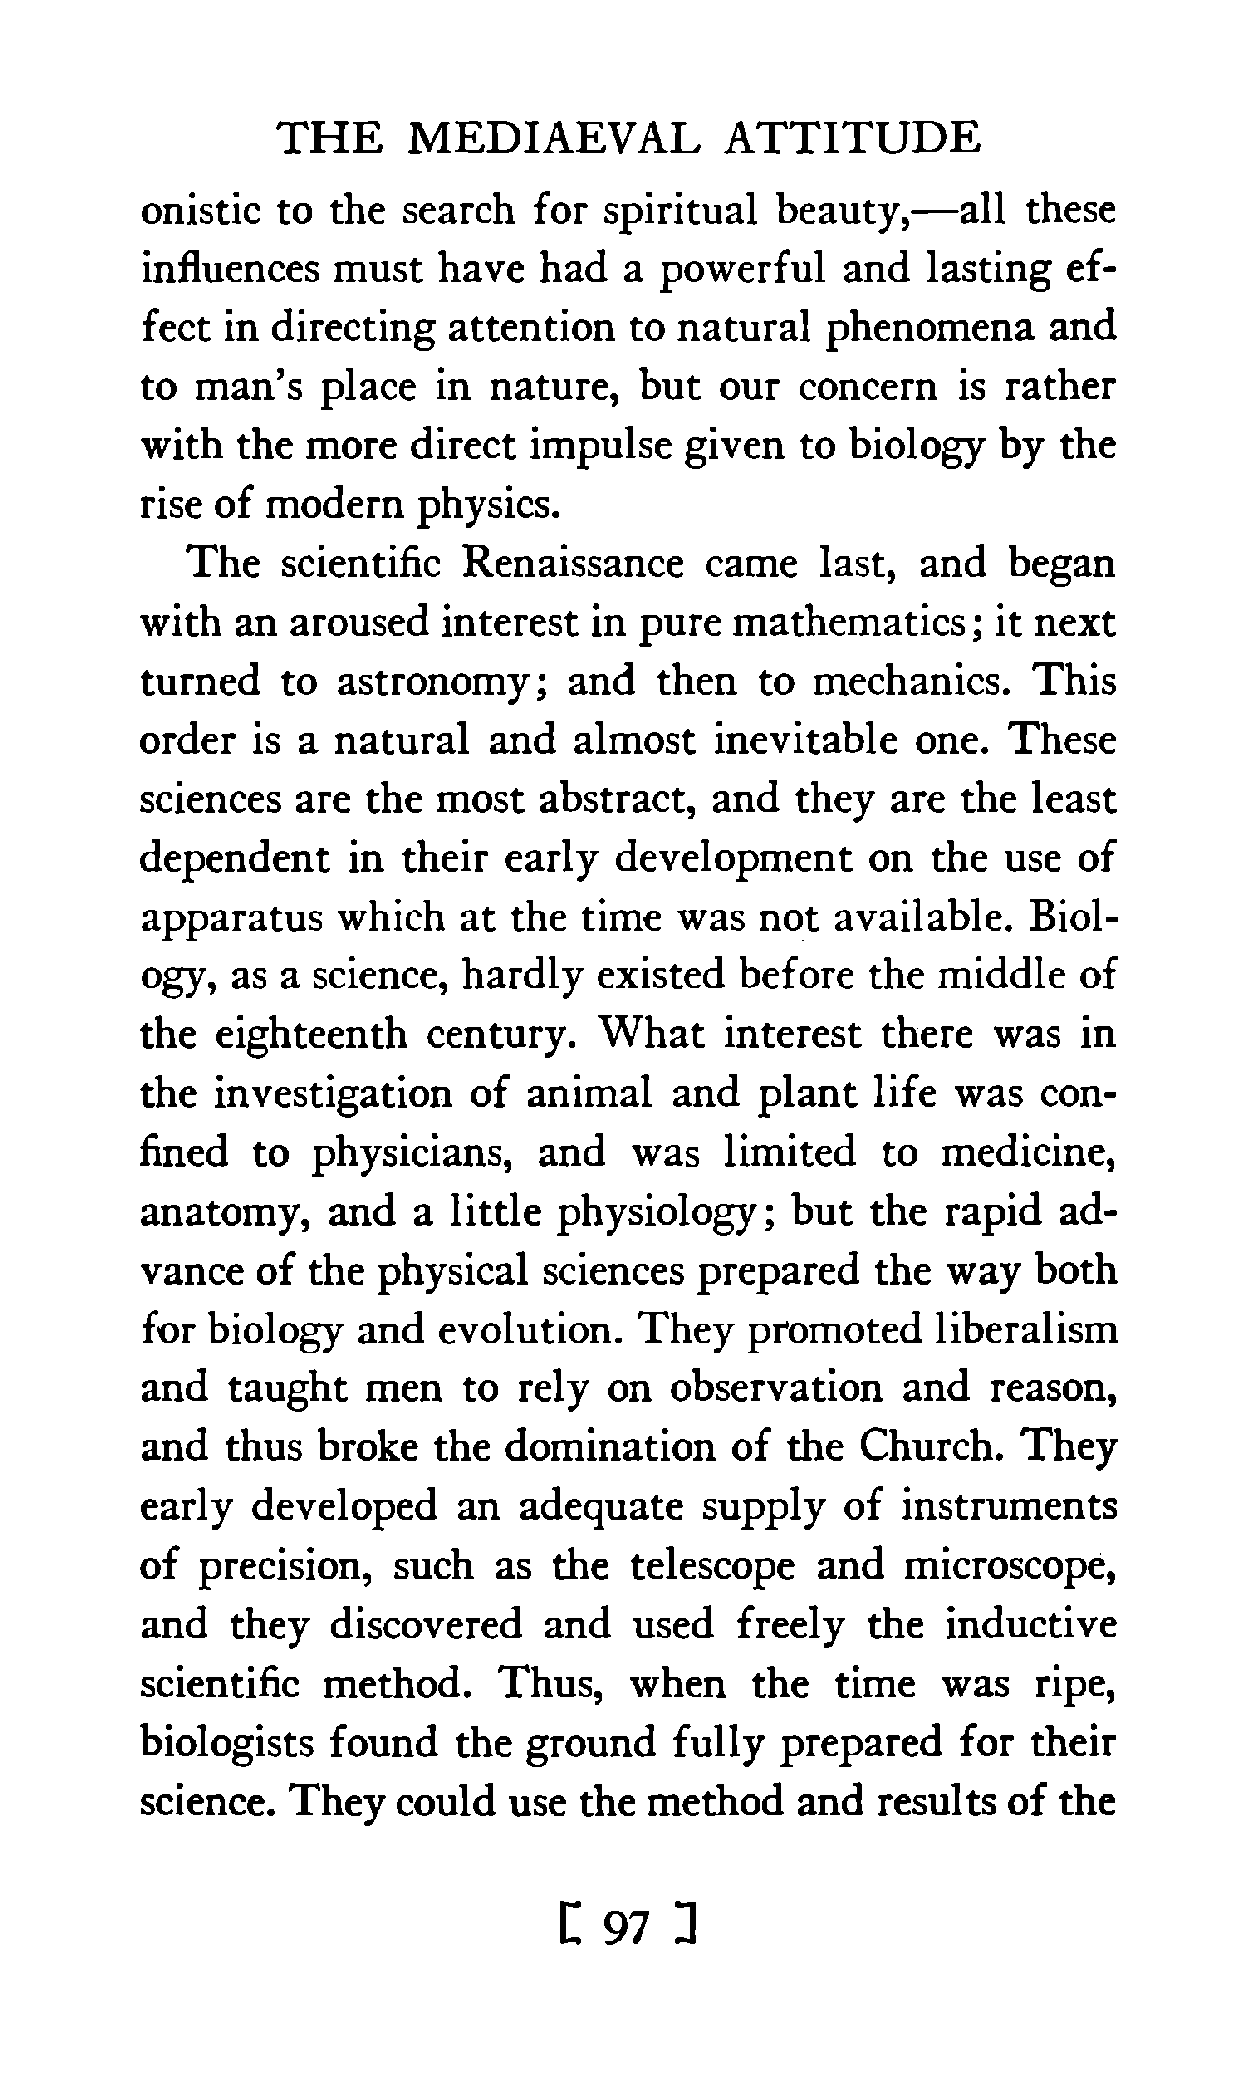 THE MEDIAEVAL ATTITUDE
onistic to the search for spiritual beauty,—all these
influences must have had a powerful and lasting ef-
fect in directing attention to natural phenomena and
to man's place in nature, but our concern is rather
with the more direct impulse given to biology by the
rise of modern physics.
The scientific Renaissance came last, and began
with an aroused interest in pure mathematics; it next
turned to astronomy; and then to mechanics. This
order is a natural and almost inevitable one. These
sciences are the most abstract, and they are the least
dependent in their early development on the use of
apparatus which at the time was not available. Biol-
ogy, as a science, hardly existed before the middle of
the eighteenth century. What interest there was in
the investigation of animal and plant life was con-
fined to physicians, and was limited to medicine,
anatomy, and a little physiology; but the rapid ad-
vance of the physical sciences prepared the way both
for biology and evolution. They promoted liberalism
and taught men to rely on observation and reason,
and thus broke the domination of the Church. They
early developed an adequate supply of instruments
of precision, such as the telescope and microscope,
and they discovered and used freely the inductive
scientific method. Thus, when the time was ripe,
biologists found the ground fully prepared for their
science. They could use the method and results of the
[ 97 ]